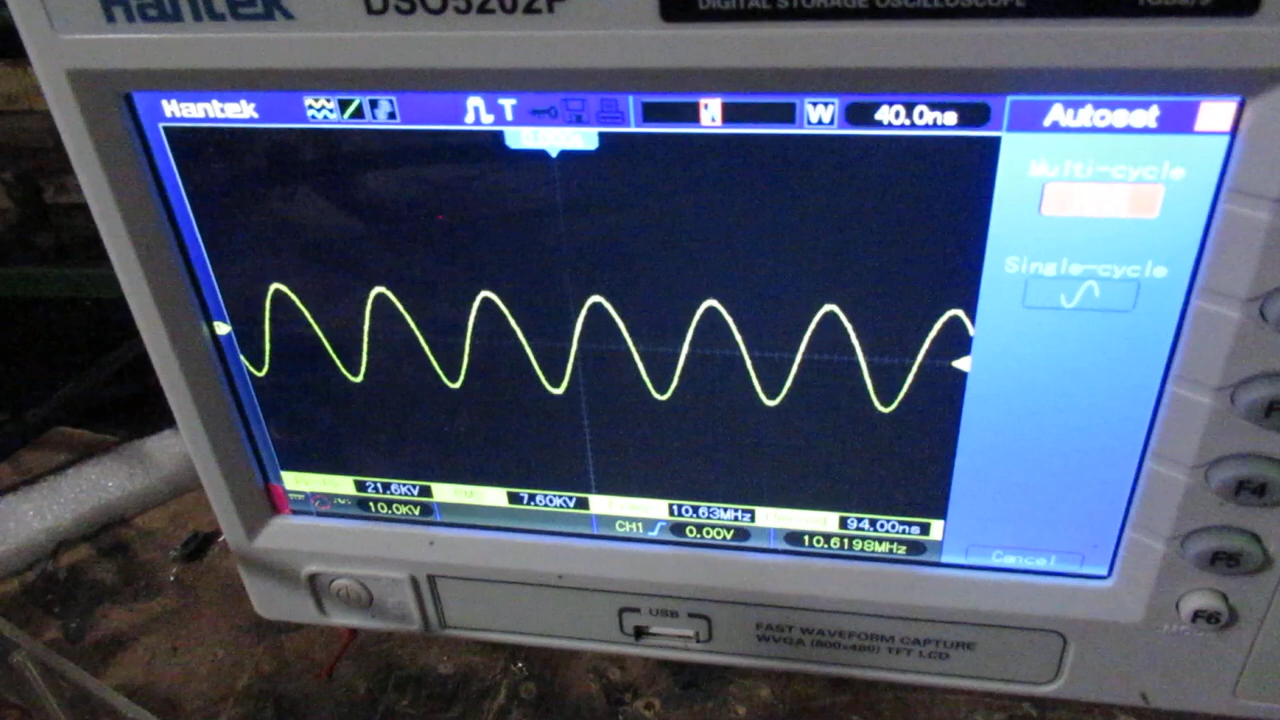 Hantek DSO5202P
DIGITAL STORAGE OSCILLOSCOPE 1GSa/s
Hantek T W 40.0ns Autoset
Multi-cycle
Single-cycle
21.6KV 7.60KV 10.63MHz 94.00ns
10.0KV CH1 0.00V 10.6198MHz
Cancel
F4
F5
F6
USB
FAST WAVEFORM CAPTURE
WVGA (800x480) TFT LCD